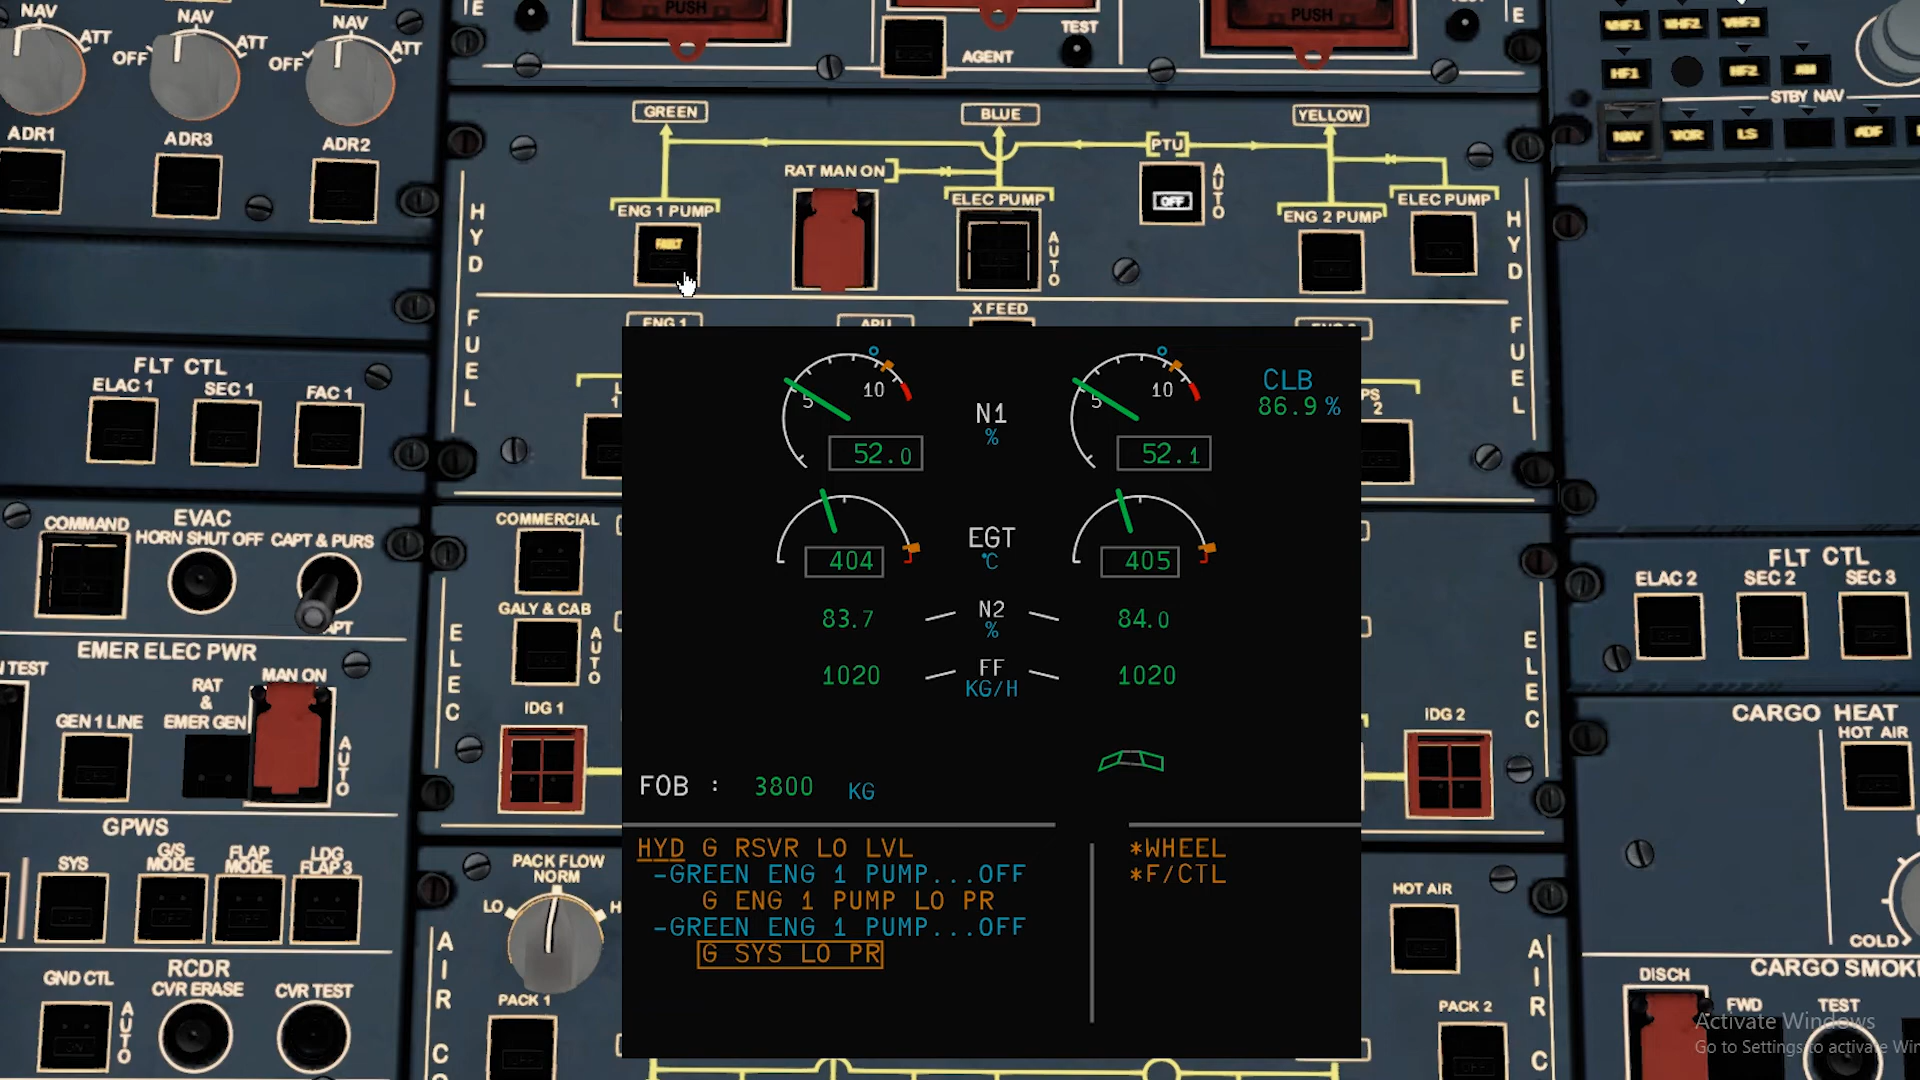 NAV
NAV
NAV
ATT
OFF
ATT
OFF
ATT
ADR1
ADR3
ADR2
E
PUSH
AGENT
TEST
PUSH
E
VHF1
VHF2
VHF3
HF1
HF2
AM
STBY NAV
NAV
VOR
LS
ADF
GREEN
BLUE
YELLOW
PTU
RAT MAN ON
ENG 1 PUMP
ELEC PUMP
ENG 2 PUMP
ELEC PUMP
FAULT
OFF
AUTO
AUTO
HYD
HYD
FUEL
FUEL
ENG 1
APU
X FEED
FLT CTL
ELAC 1
SEC 1
FAC 1
EVAC
COMMAND
HORN SHUT OFF
CAPT & PURS
EMER ELEC PWR
TEST
RAT
&
EMER GEN
MAN ON
GEN 1 LINE
AUTO
GPWS
SYS
G/S
MODE
FLAP
MODE
LDG
FLAP 3
RCDR
GND CTL
CVR ERASE
CVR TEST
AUTO
COMMERCIAL
GALY & CAB
AUTO
ELEC
IDG 1
PACK FLOW
NORM
LO
H
AIR C
PACK 1
5
10
52.0
N1
%
5
10
52.1
CLB
86.9 %
404
EGT
°C
405
83.7
N2
%
84.0
1020
FF
KG/H
1020
FOB : 3800 KG
HYD G RSVR LO LVL
-GREEN ENG 1 PUMP...OFF
G ENG 1 PUMP LO PR
-GREEN ENG 1 PUMP...OFF
G SYS LO PR
*WHEEL
*F/CTL
PS
2
ELEC
IDG 2
HOT AIR
AIR C
PACK 2
FLT CTL
ELAC 2
SEC 2
SEC 3
CARGO HEAT
HOT AIR
COLD
CARGO SMOK
DISCH
FWD
TEST
Activate Windows
Go to Settings to activate Win